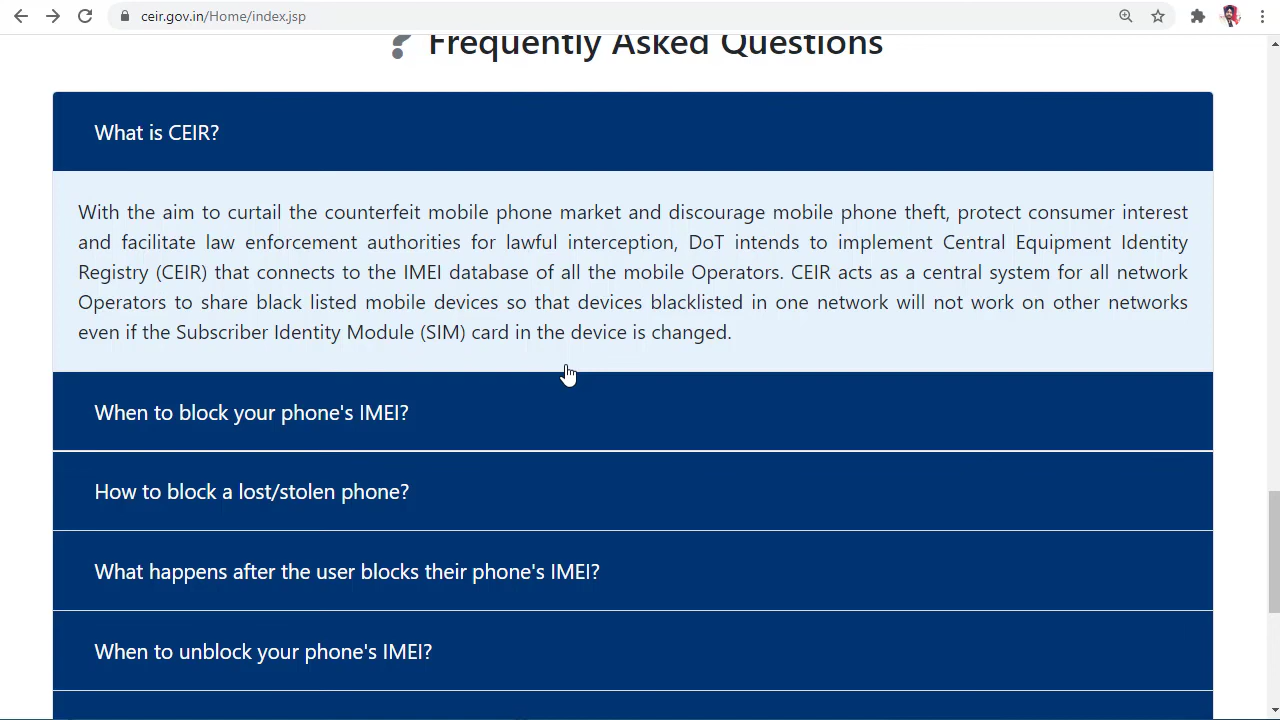 ceir.gov.in/Home/index.jsp
Frequently Asked Questions
What is CEIR?
With the aim to curtail the counterfeit mobile phone market and discourage mobile phone theft, protect consumer interest
and facilitate law enforcement authorities for lawful interception, DoT intends to implement Central Equipment Identity
Registry (CEIR) that connects to the IMEI database of all the mobile Operators. CEIR acts as a central system for all network
Operators to share black listed mobile devices so that devices blacklisted in one network will not work on other networks
even if the Subscriber Identity Module (SIM) card in the device is changed.
When to block your phone's IMEI?
How to block a lost/stolen phone?
What happens after the user blocks their phone's IMEI?
When to unblock your phone's IMEI?